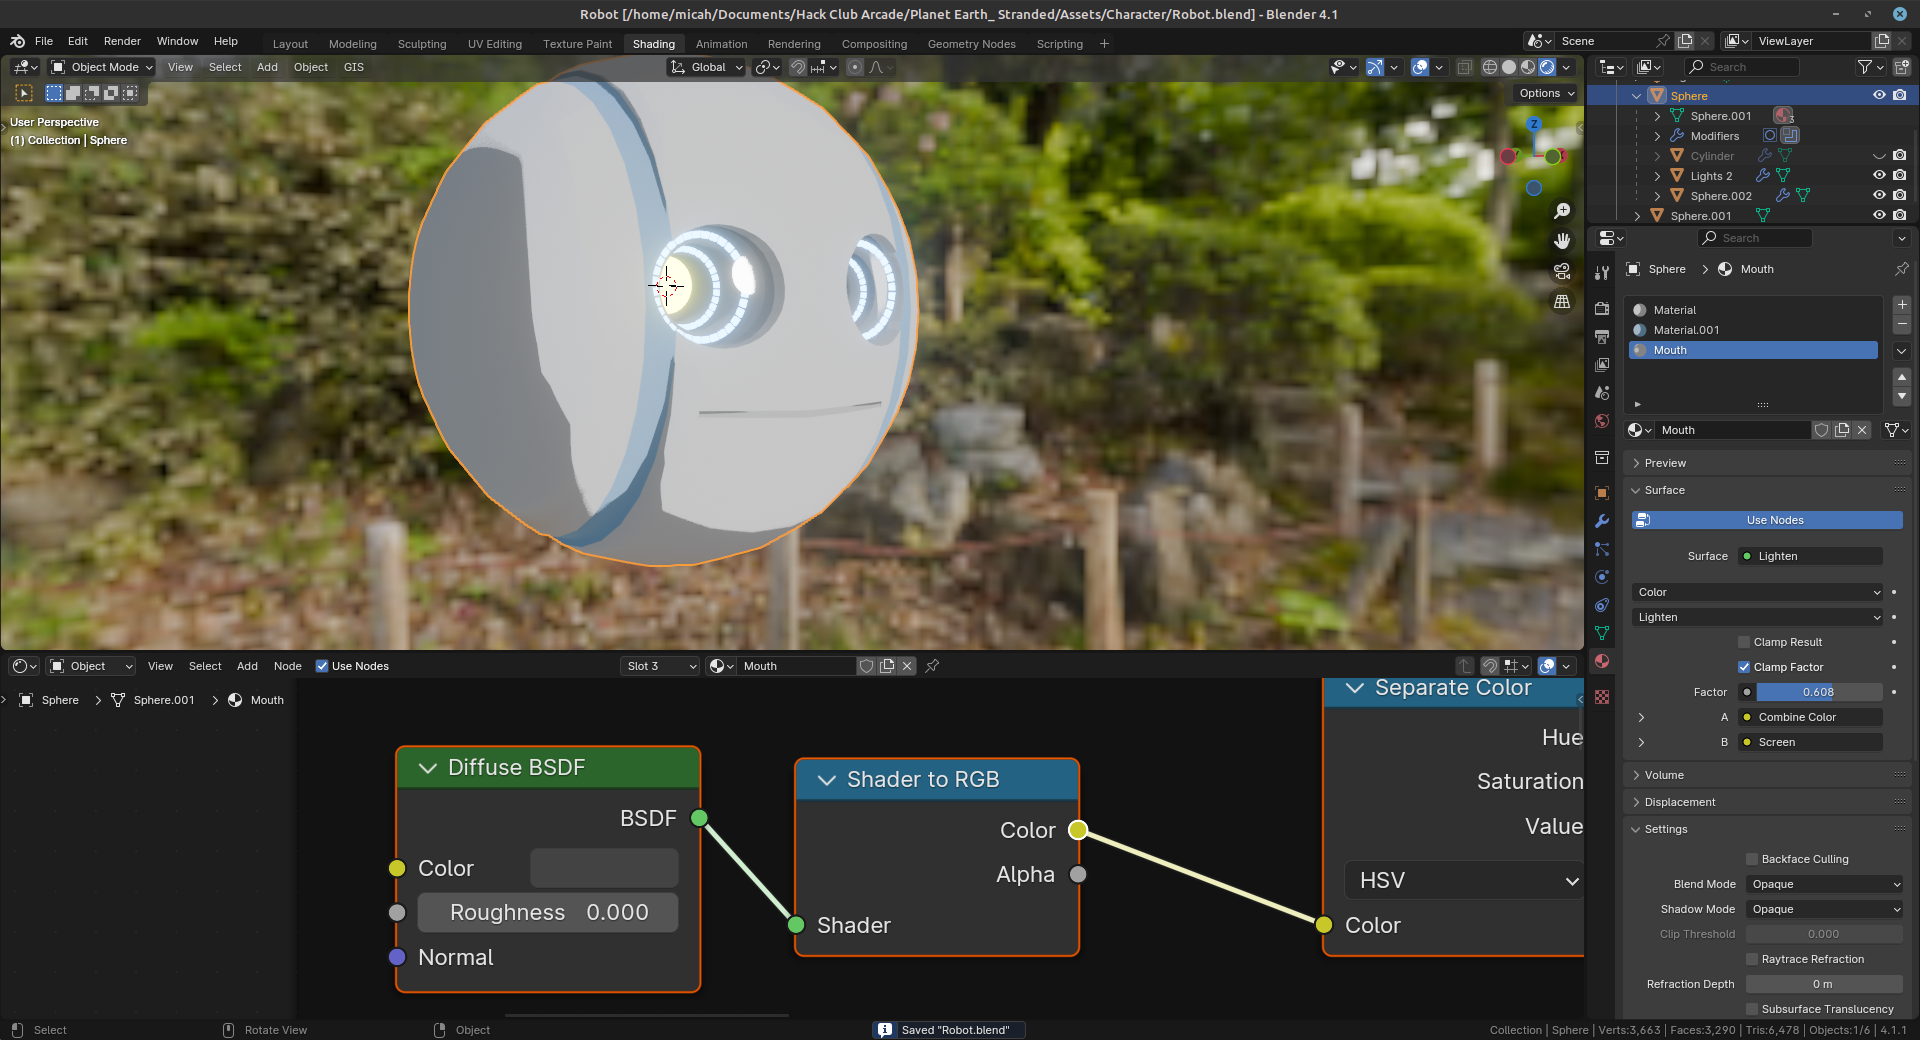 Robot [/home/micah/Documents/Hack Club Arcade/Planet Earth_ Stranded/Assets/Character/Robot.blend] - Blender 4.1
File Edit Render Window Help Layout Modeling Sculpting UV Editing Texture Paint Shading Animation Rendering Compositing Geometry Nodes Scripting + Scene ViewLayer
Object Mode View Select Add Object GIS Global Search
Options
User Perspective
(1) Collection | Sphere
Z
Sphere
Sphere.001 3
Modifiers
Cylinder
Lights 2
Sphere.002
Sphere.001
Search
Sphere > Mouth
Material
Material.001
Mouth
Mouth
Preview
Surface
Use Nodes
Surface Lighten
Color
Lighten
Clamp Result
Clamp Factor
Factor 0.608
A Combine Color
B Screen
Volume
Displacement
Settings
Backface Culling
Blend Mode Opaque
Shadow Mode Opaque
Clip Threshold 0.000
Raytrace Refraction
Refraction Depth 0 m
Subsurface Translucency
Object View Select Add Node Use Nodes Slot 3 Mouth
Sphere > Sphere.001 > Mouth
Diffuse BSDF
BSDF
Color
Roughness 0.000
Normal
Shader to RGB
Color
Alpha
Shader
Separate Color
Hue
Saturation
Value
HSV
Color
Select Rotate View Object Saved "Robot.blend" Collection | Sphere | Verts:3,663 | Faces:3,290 | Tris:6,478 | Objects:1/6 | 4.1.1